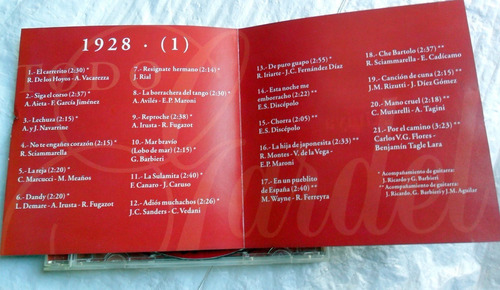 1928 · (1)
1.- El carrerito (2:30) *
R. De los Hoyos - A. Vacarezza
2.- Siga el corso (2:37) *
A. Aieta - F. García Jiménez
3.- Lechuza (2:15) *
A. y J. Navarrine
4.- No te engañes corazón (2:15) *
R. Sciammarella
5.- La reja (2:20) *
C. Marcucci - M. Meaños
6.- Dandy (2:20) *
L. Demare - A. Irusta - R. Fugazot
7.- Resignate hermano (2:14) *
J. Rial
8.- La borrachera del tango (2:30) *
A. Avilés - E.P. Maroni
9.- Reproche (2:38) *
A. Irusta - R. Fugazot
10.- Mar bravío
(Lobo de mar) (2:15) *
G. Barbieri
11.- La Sulamita (2:40) *
F. Canaro - J. Caruso
12.- Adiós muchachos (2:26) *
J.C. Sanders - C. Vedani
13.- De puro guapo (2:55) *
R. Iriarte - J.C. Fernández Díaz
14.- Esta noche me
emborracho (2:22) *
E.S. Discépolo
15.- Chorra (2:05) *
E.S. Discépolo
16.- La hija de japonesita (2:33) **
R. Montes - V. de la Vega -
E.P. Maroni
17.- En un pueblito
de España (2:40) **
M. Wayne - R. Ferreyra
18.- Che Bartolo (2:37) **
R. Sciammarella - E. Cadícamo
19.- Canción de cuna (2:15) *
J.M. Rizutti - J. Diez Gómez
20.- Mano cruel (2:18) *
C. Mutarelli - A. Tagini
21.- Por el camino (3:23) **
Carlos V.G. Flores -
Benjamín Tagle Lara
* Acompañamiento de guitarra:
J. Ricardo y G. Barbieri
** Acompañamiento de guitarra:
J. Ricardo, G. Barbieri y J.M. Aguilar